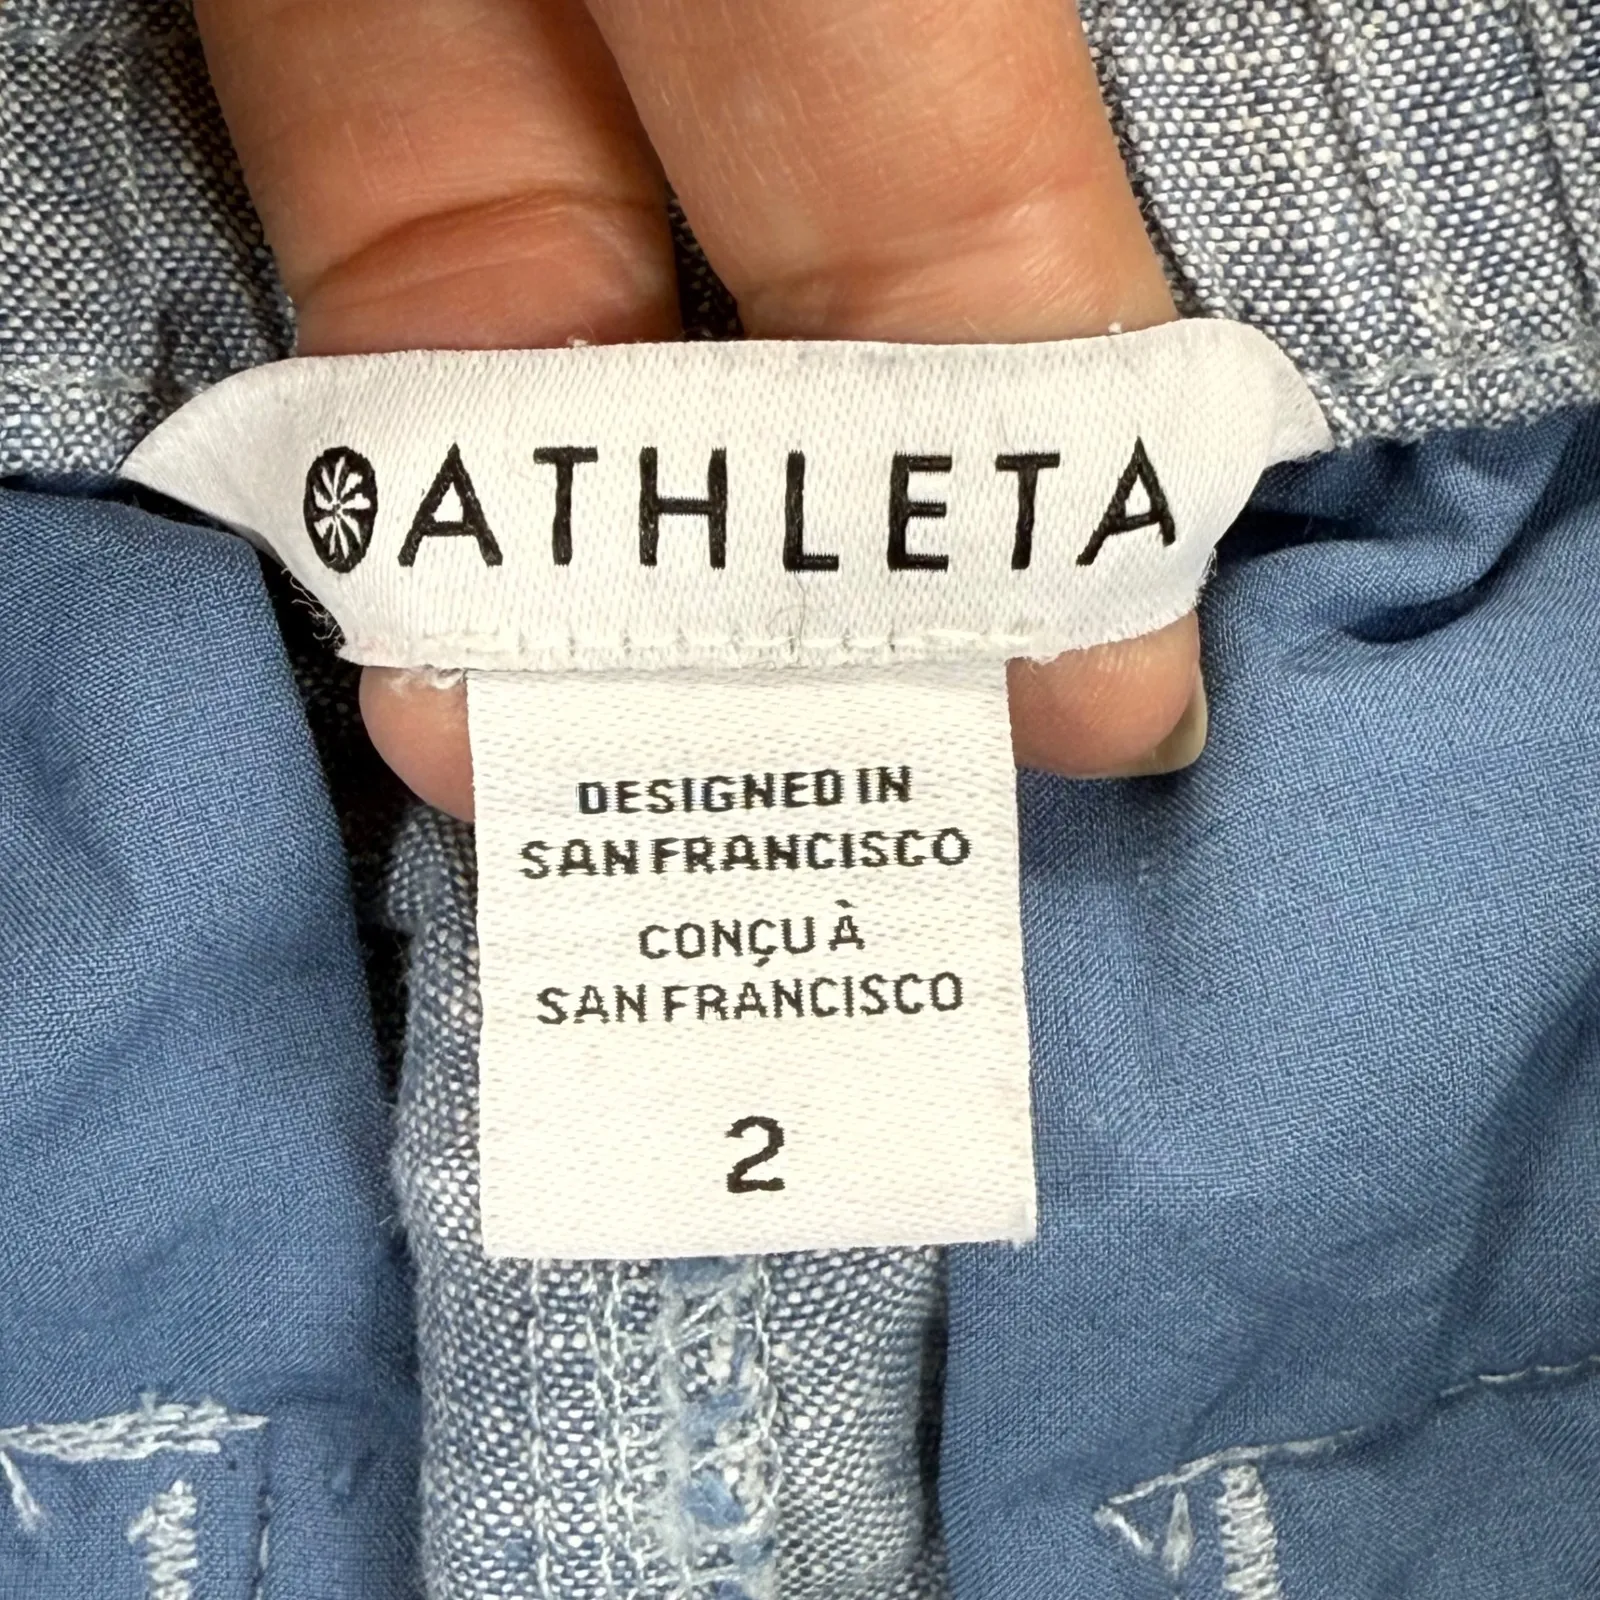 ATHLETA
DESIGNED IN
SAN FRANCISCO
CONÇU À
SAN FRANCISCO
2